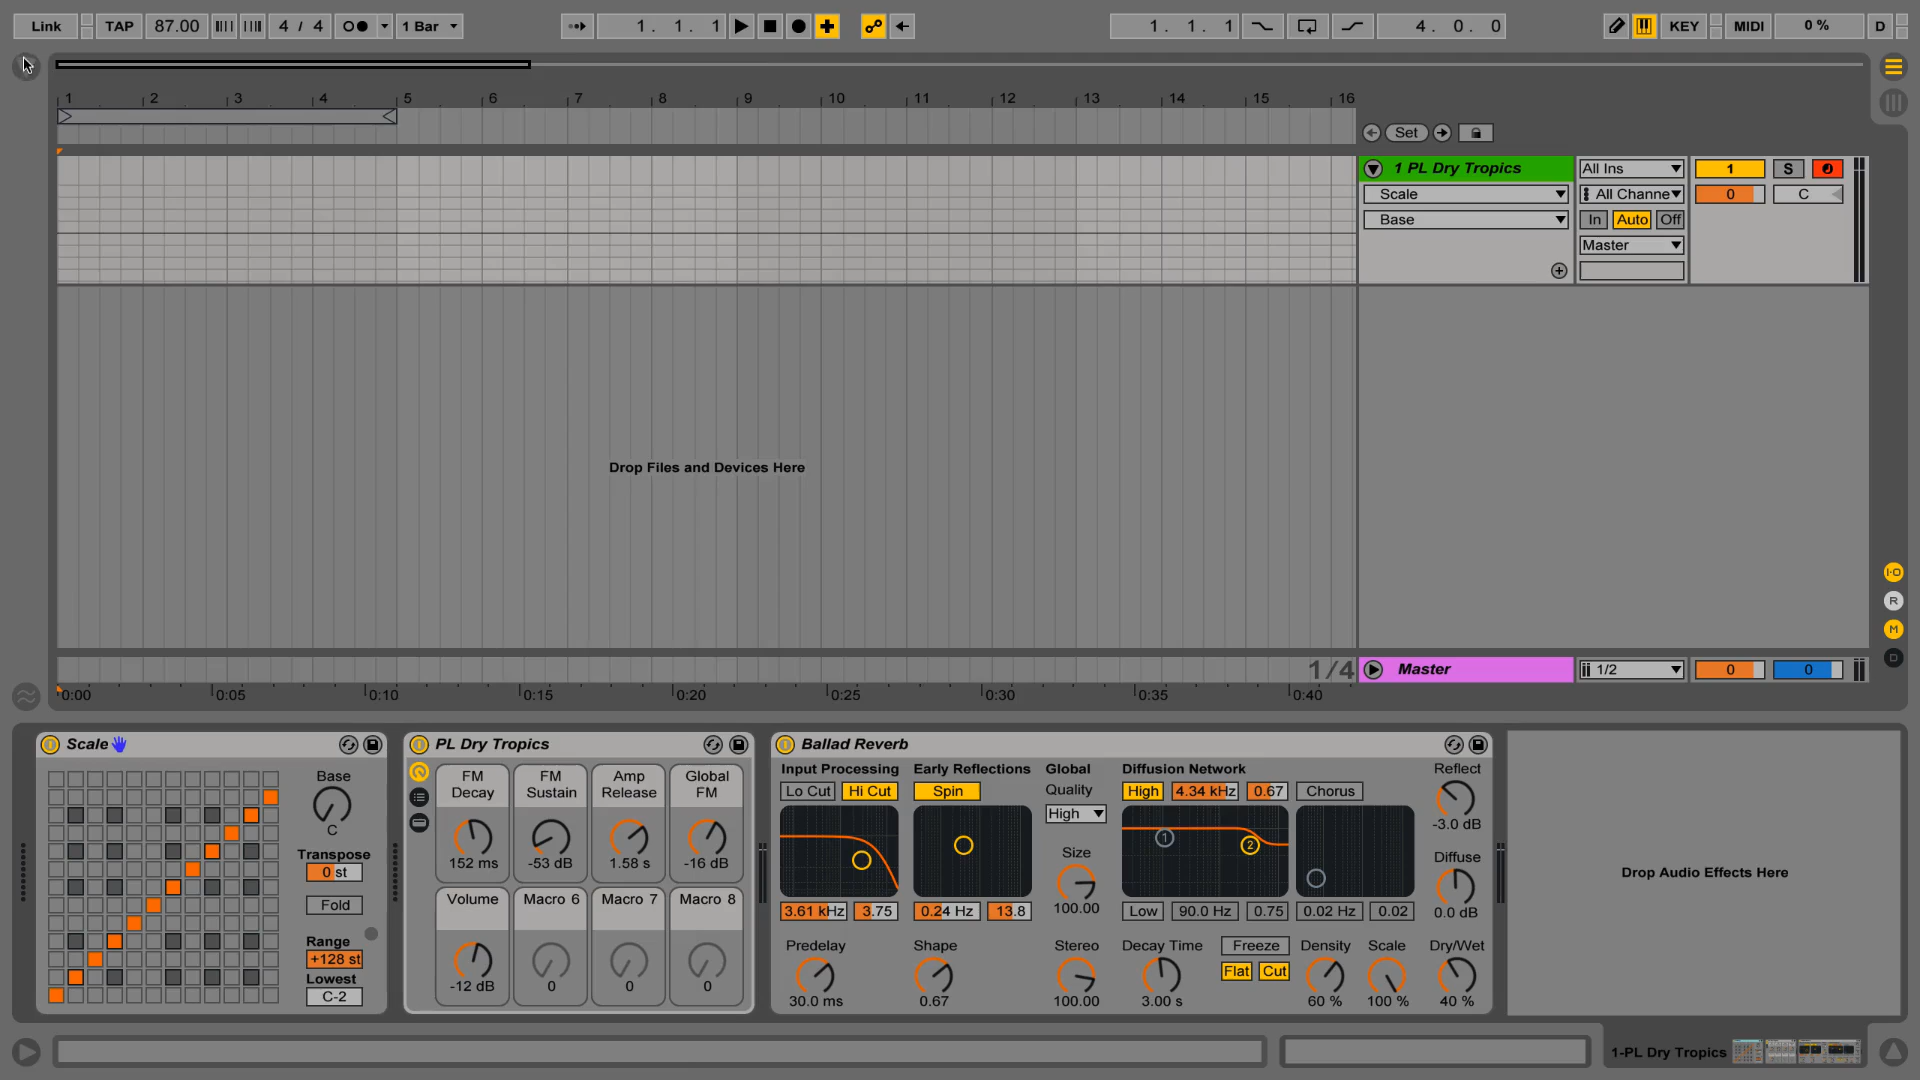 Link TAP 87.00 4 / 4 1 Bar 1. 1. 1 1. 1. 1 4. 0. 0 KEY MIDI 0 % D
1 2 3 4 5 6 7 8 9 10 11 12 13 14 15 16
Set
1 PL Dry Tropics All Ins 1 S
Scale All Channe 0 C
Base In Auto Off
Master
Drop Files and Devices Here
I·O
R
M
D
1/4 Master 1/2 0 0
0:00 0:05 0:10 0:15 0:20 0:25 0:30 0:35 0:40
Scale
Base
C
Transpose
0 st
Fold
Range
+128 st
Lowest
C-2
PL Dry Tropics
FM Decay
152 ms
FM Sustain
-53 dB
Amp Release
1.58 s
Global FM
-16 dB
Volume
-12 dB
Macro 6
0
Macro 7
0
Macro 8
0
Ballad Reverb
Input Processing
Lo Cut Hi Cut
3.61 kHz 3.75
Predelay
30.0 ms
Early Reflections
Spin
0.24 Hz 13.8
Shape
0.67
Global
Quality
High
Size
100.00
Stereo
100.00
Diffusion Network
High 4.34 kHz 0.67 Chorus
1 2
Low 90.0 Hz 0.75 0.02 Hz 0.02
Decay Time
3.00 s
Freeze
Flat Cut
Density
60 %
Scale
100 %
Reflect
-3.0 dB
Diffuse
0.0 dB
Dry/Wet
40 %
Drop Audio Effects Here
1-PL Dry Tropics